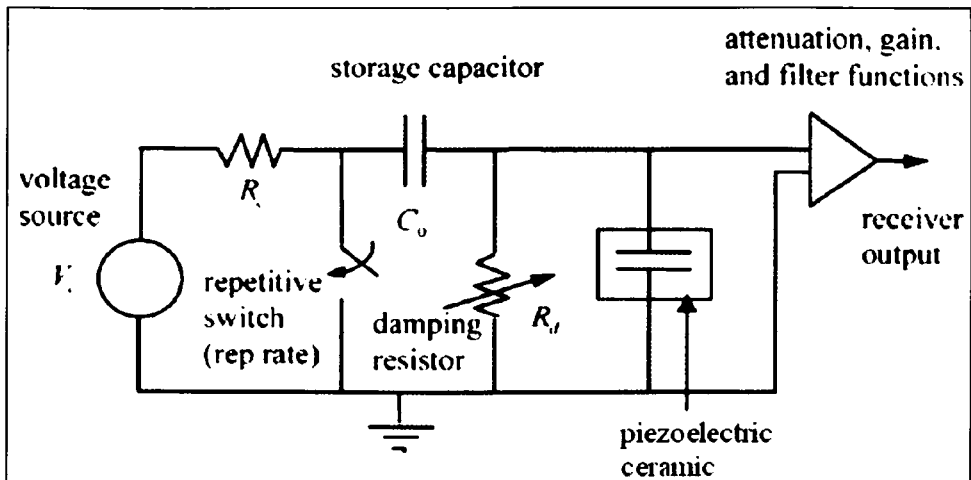 attenuation, gain.
and filter functions
storage capacitor
voltage
source
R
C
receiver
output
V
repetitive
switch
(rep rate)
damping
resistor
R_d
piezoelectric
ceramic